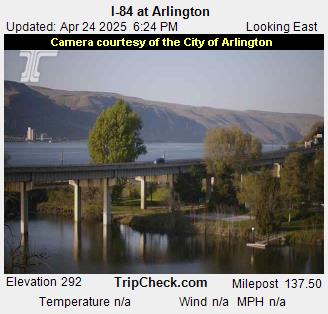 I-84 at Arlington
Updated: Apr 24 2025 6:24 PM Looking East
Camera courtesy of the City of Arlington
Elevation 292 TripCheck.com Milepost 137.50
Temperature n/a Wind n/a MPH n/a